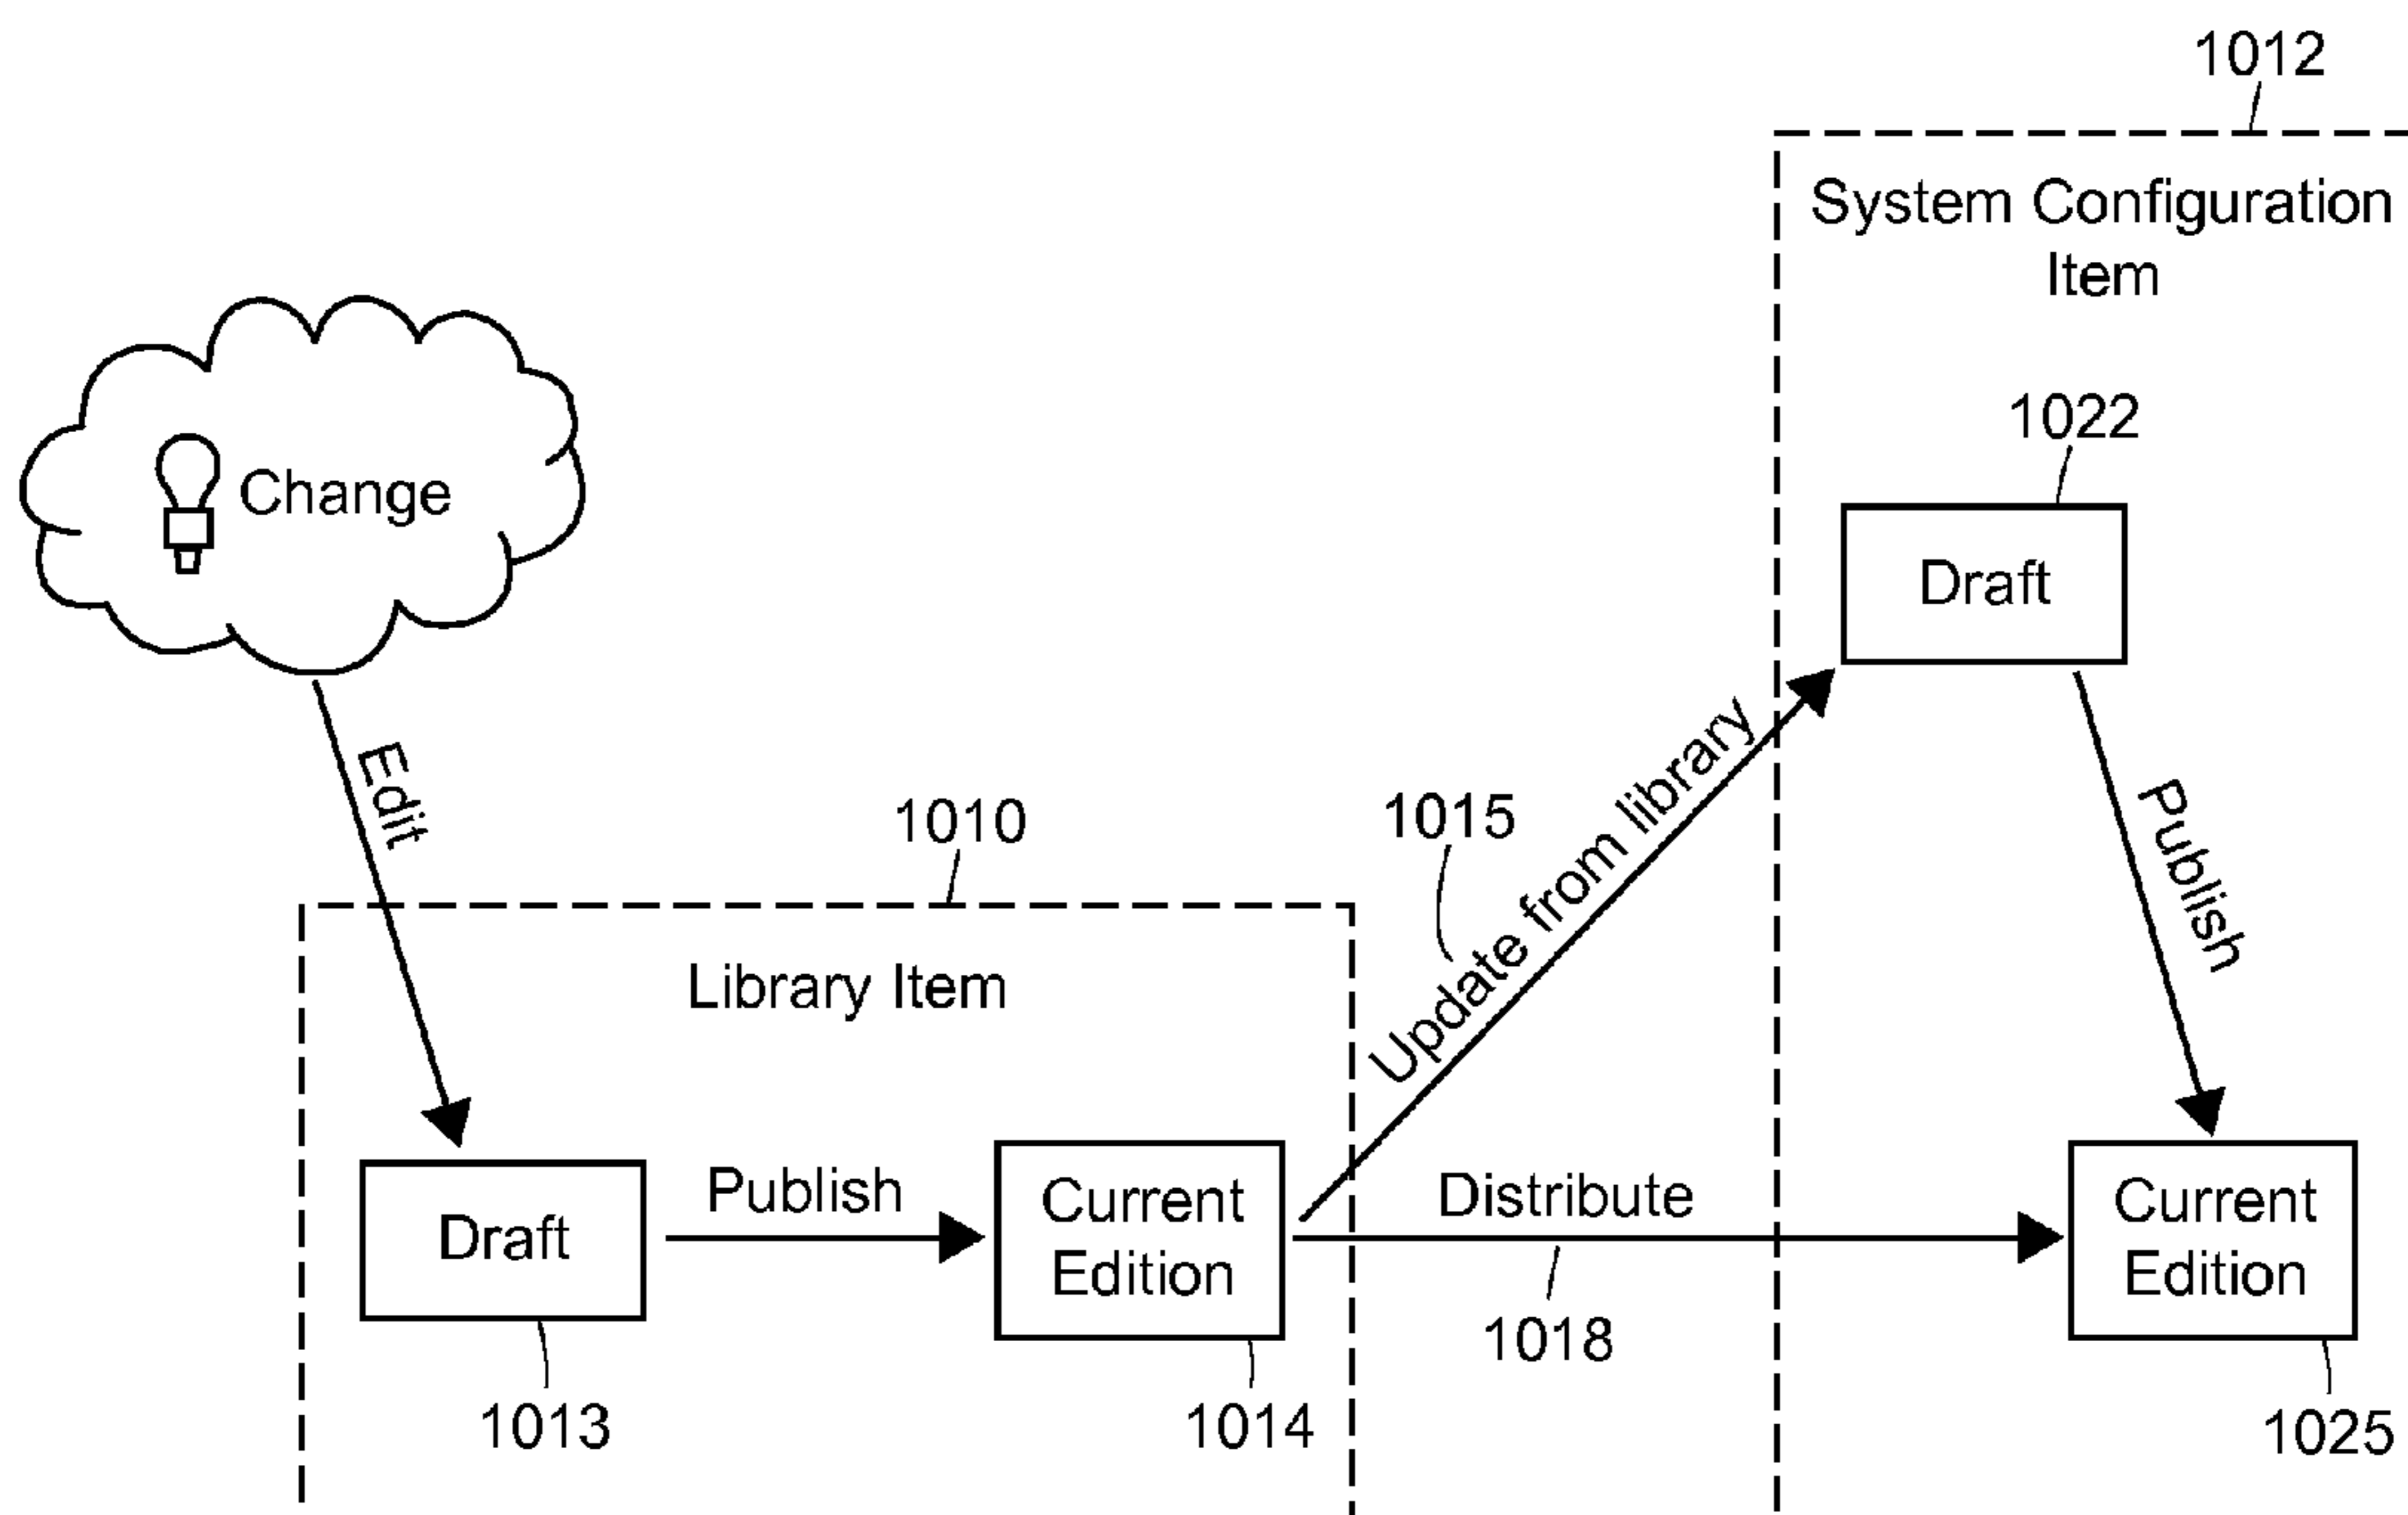 1012
System Configuration
Item
1022
Change
Draft
Edit
1010
1015
Update from library
Publish
Library Item
Publish
Distribute
Draft
Current
Edition
Current
Edition
1018
1013
1014
1025